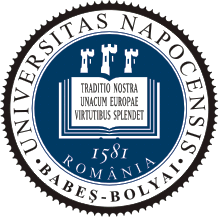 UNIVERSITAS NAPOCENSIS
TRADITIO NOSTRA
UNACUM EUROPAE
VIRTUTIBUS SPLENDET
1581
ROMÂNIA
· BABEȘ-BOLYAI ·